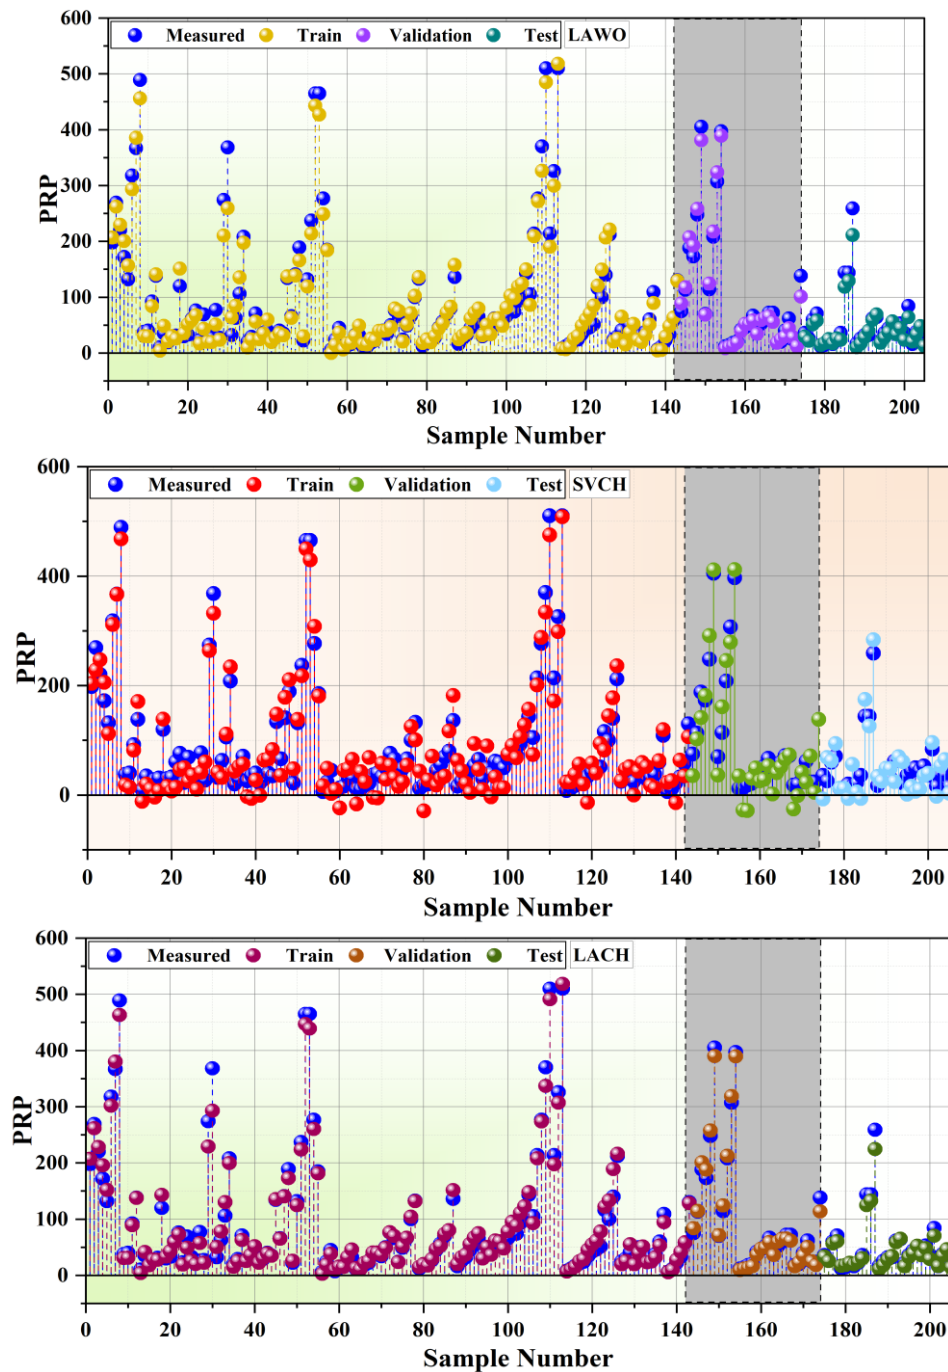 600
Measured Train Validation Test LAWO
500
400
300
200
100
0
PRP
0 20 40 60 80 100 120 140 160 180 200
Sample Number
600
Measured Train Validation Test SVCH
400
200
0
PRP
0 20 40 60 80 100 120 140 160 180 200
Sample Number
600
Measured Train Validation Test LACH
500
400
300
200
100
0
PRP
0 20 40 60 80 100 120 140 160 180 200
Sample Number